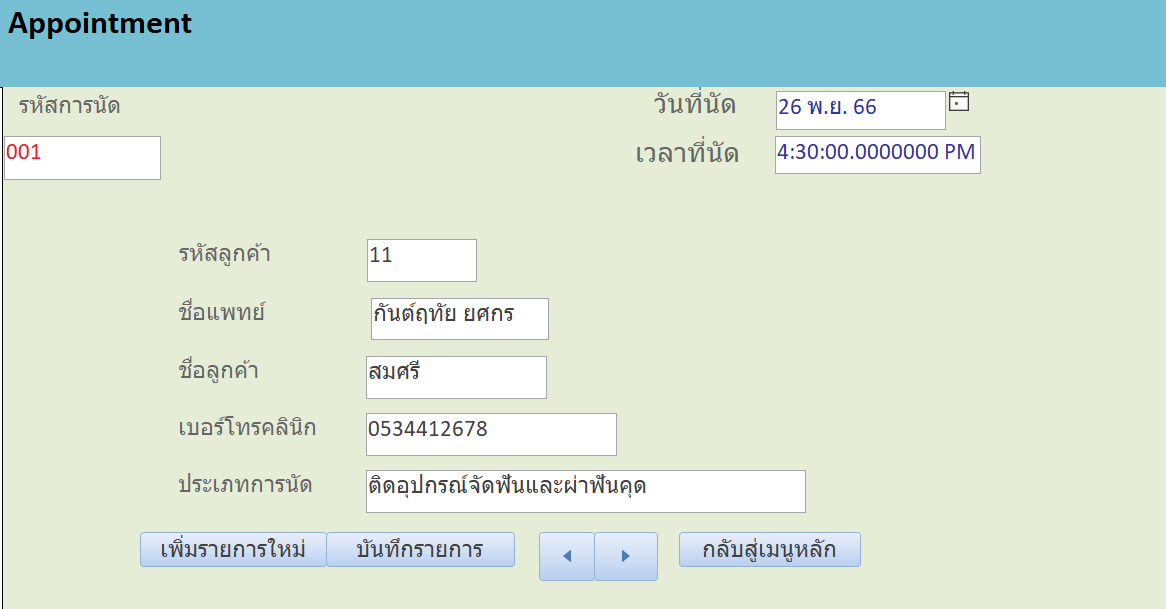 Appointment
รหัสการนัด
วันที่นัด 26 พ.ย. 66
001
เวลาที่นัด 4:30:00.0000000 PM
รหัสลูกค้า 11
ชื่อแพทย์ กันต์ฤทัย ยศกร
ชื่อลูกค้า สมศรี
เบอร์โทรคลินิก 0534412678
ประเภทการนัด ติดอุปกรณ์จัดฟันและผ่าฟันคุด
เพิ่มรายการใหม่ บันทึกรายการ กลับสู่เมนูหลัก